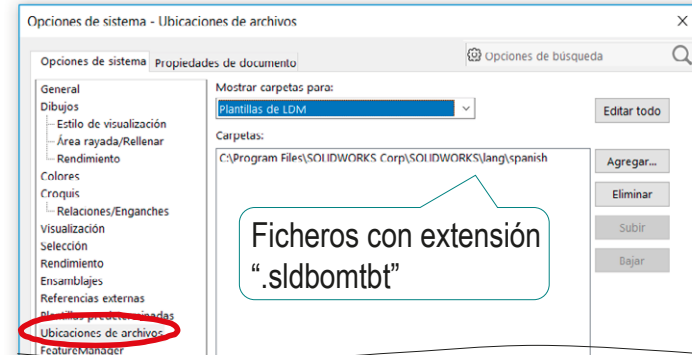 Opciones de sistema - Ubicaciones de archivos
Opciones de sistema Propiedades de documento
Opciones de búsqueda
General
Dibujos
Estilo de visualización
Área rayada/Rellenar
Rendimiento
Colores
Croquis
Relaciones/Enganches
Visualización
Selección
Rendimiento
Ensamblajes
Referencias externas
Plantillas predeterminadas
Ubicaciones de archivos
FeatureManager
Mostrar carpetas para:
Plantillas de LDM
Carpetas:
C:\Program Files\SOLIDWORKS Corp\SOLIDWORKS\lang\spanish
Editar todo
Agregar...
Eliminar
Subir
Bajar
Ficheros con extensión
“.sldbomtbt”